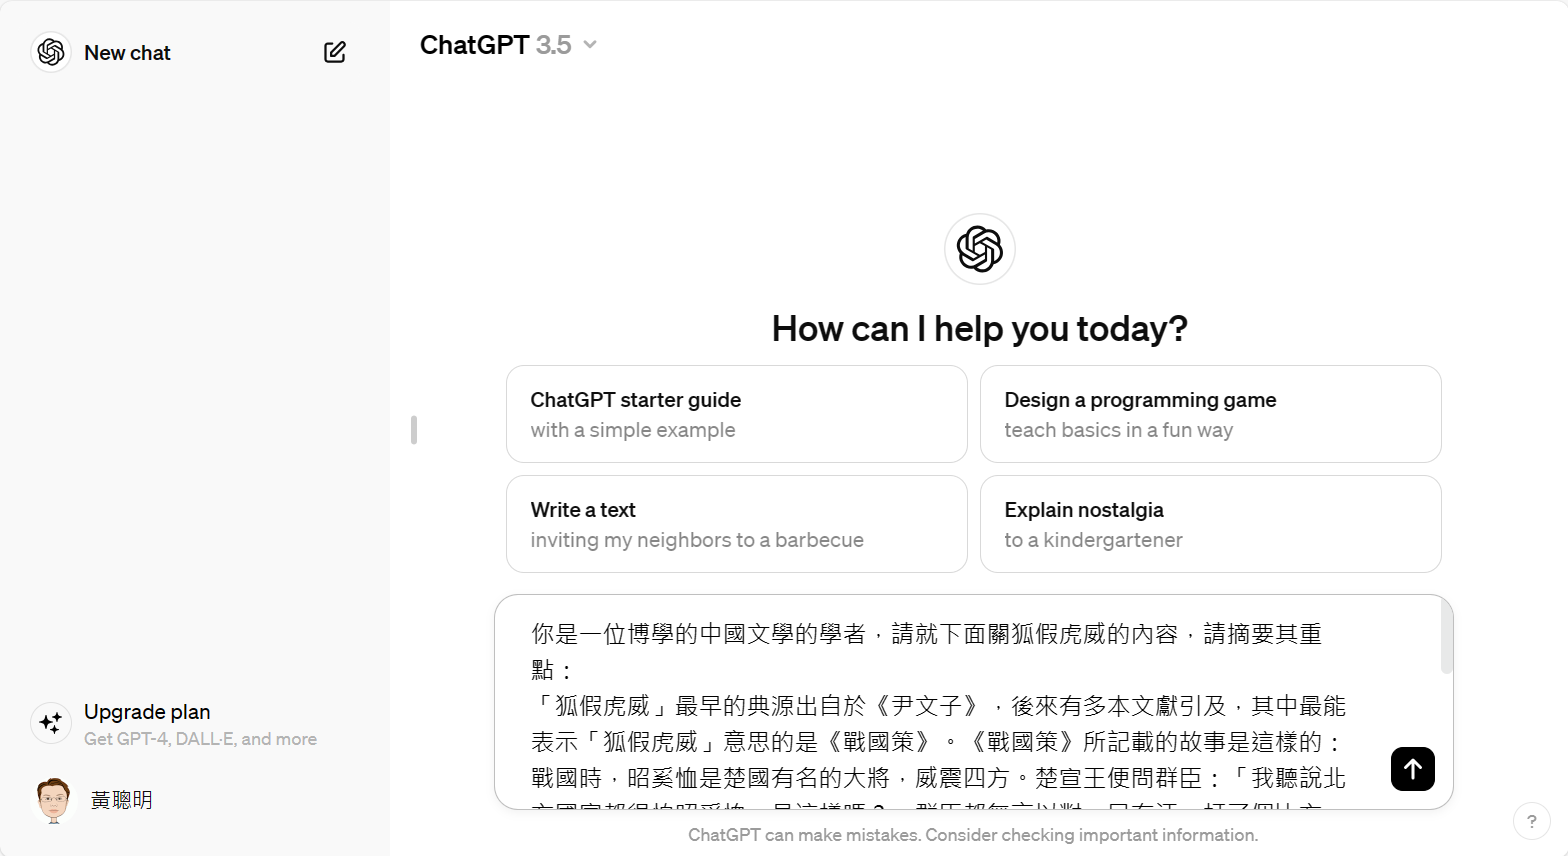 New chat
ChatGPT 3.5
How can I help you today?
ChatGPT starter guide
with a simple example
Design a programming game
teach basics in a fun way
Write a text
inviting my neighbors to a barbecue
Explain nostalgia
to a kindergartener
你是一位博學的中國文學的學者，請就下面關狐假虎威的內容，請摘要其重
點：
「狐假虎威」最早的典源出自於《尹文子》，後來有多本文獻引及，其中最能
表示「狐假虎威」意思的是《戰國策》。《戰國策》所記載的故事是這樣的：
戰國時，昭奚恤是楚國有名的大將，威震四方。楚宣王便問群臣：「我聽說北
Upgrade plan
Get GPT-4, DALL·E, and more
黃聰明
ChatGPT can make mistakes. Consider checking important information.
?